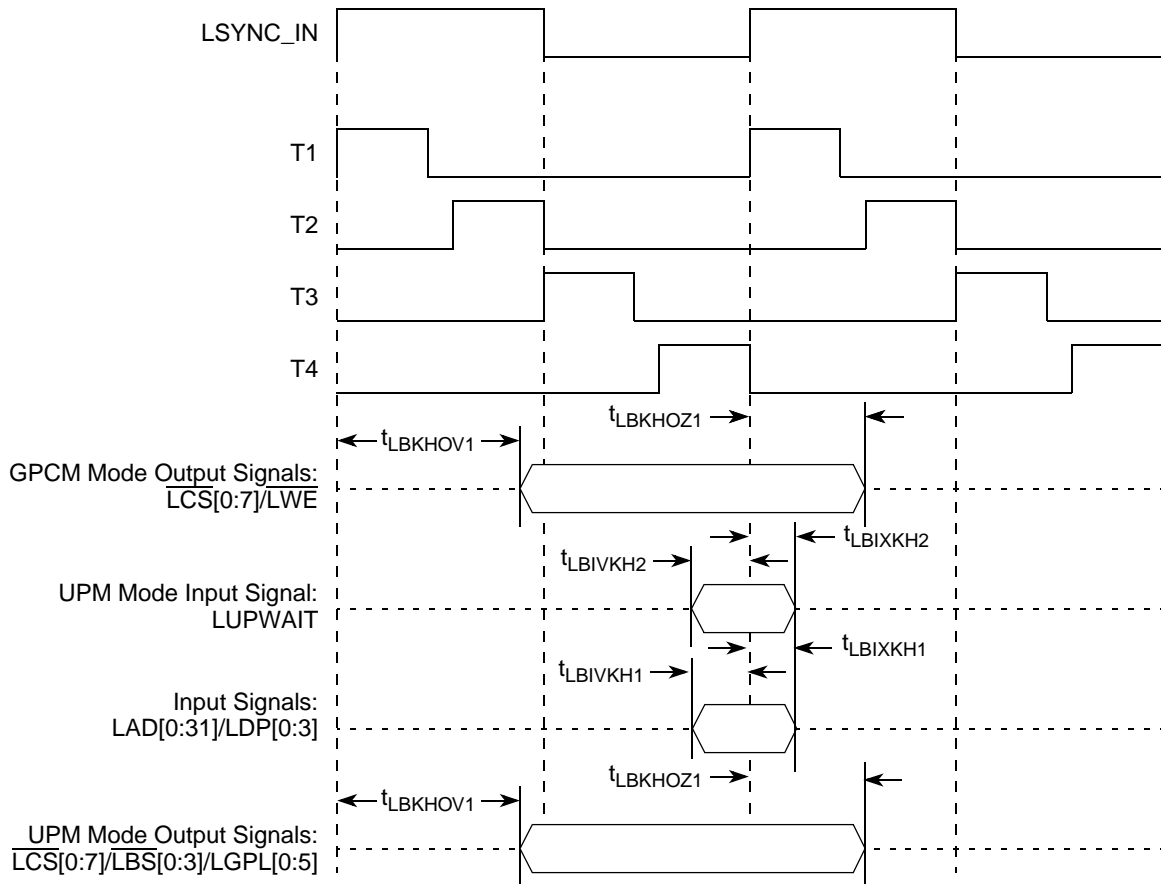 LSYNC_IN
T1
T2
T3
T4
tLBKHOZ1
tLBKHOV1
GPCM Mode Output Signals:
LCS[0:7]/LWE
tLBIXKH2
tLBIVKH2
UPM Mode Input Signal:
LUPWAIT
tLBIXKH1
tLBIVKH1
Input Signals:
LAD[0:31]/LDP[0:3]
tLBKHOZ1
tLBKHOV1
UPM Mode Output Signals:
LCS[0:7]/LBS[0:3]/LGPL[0:5]